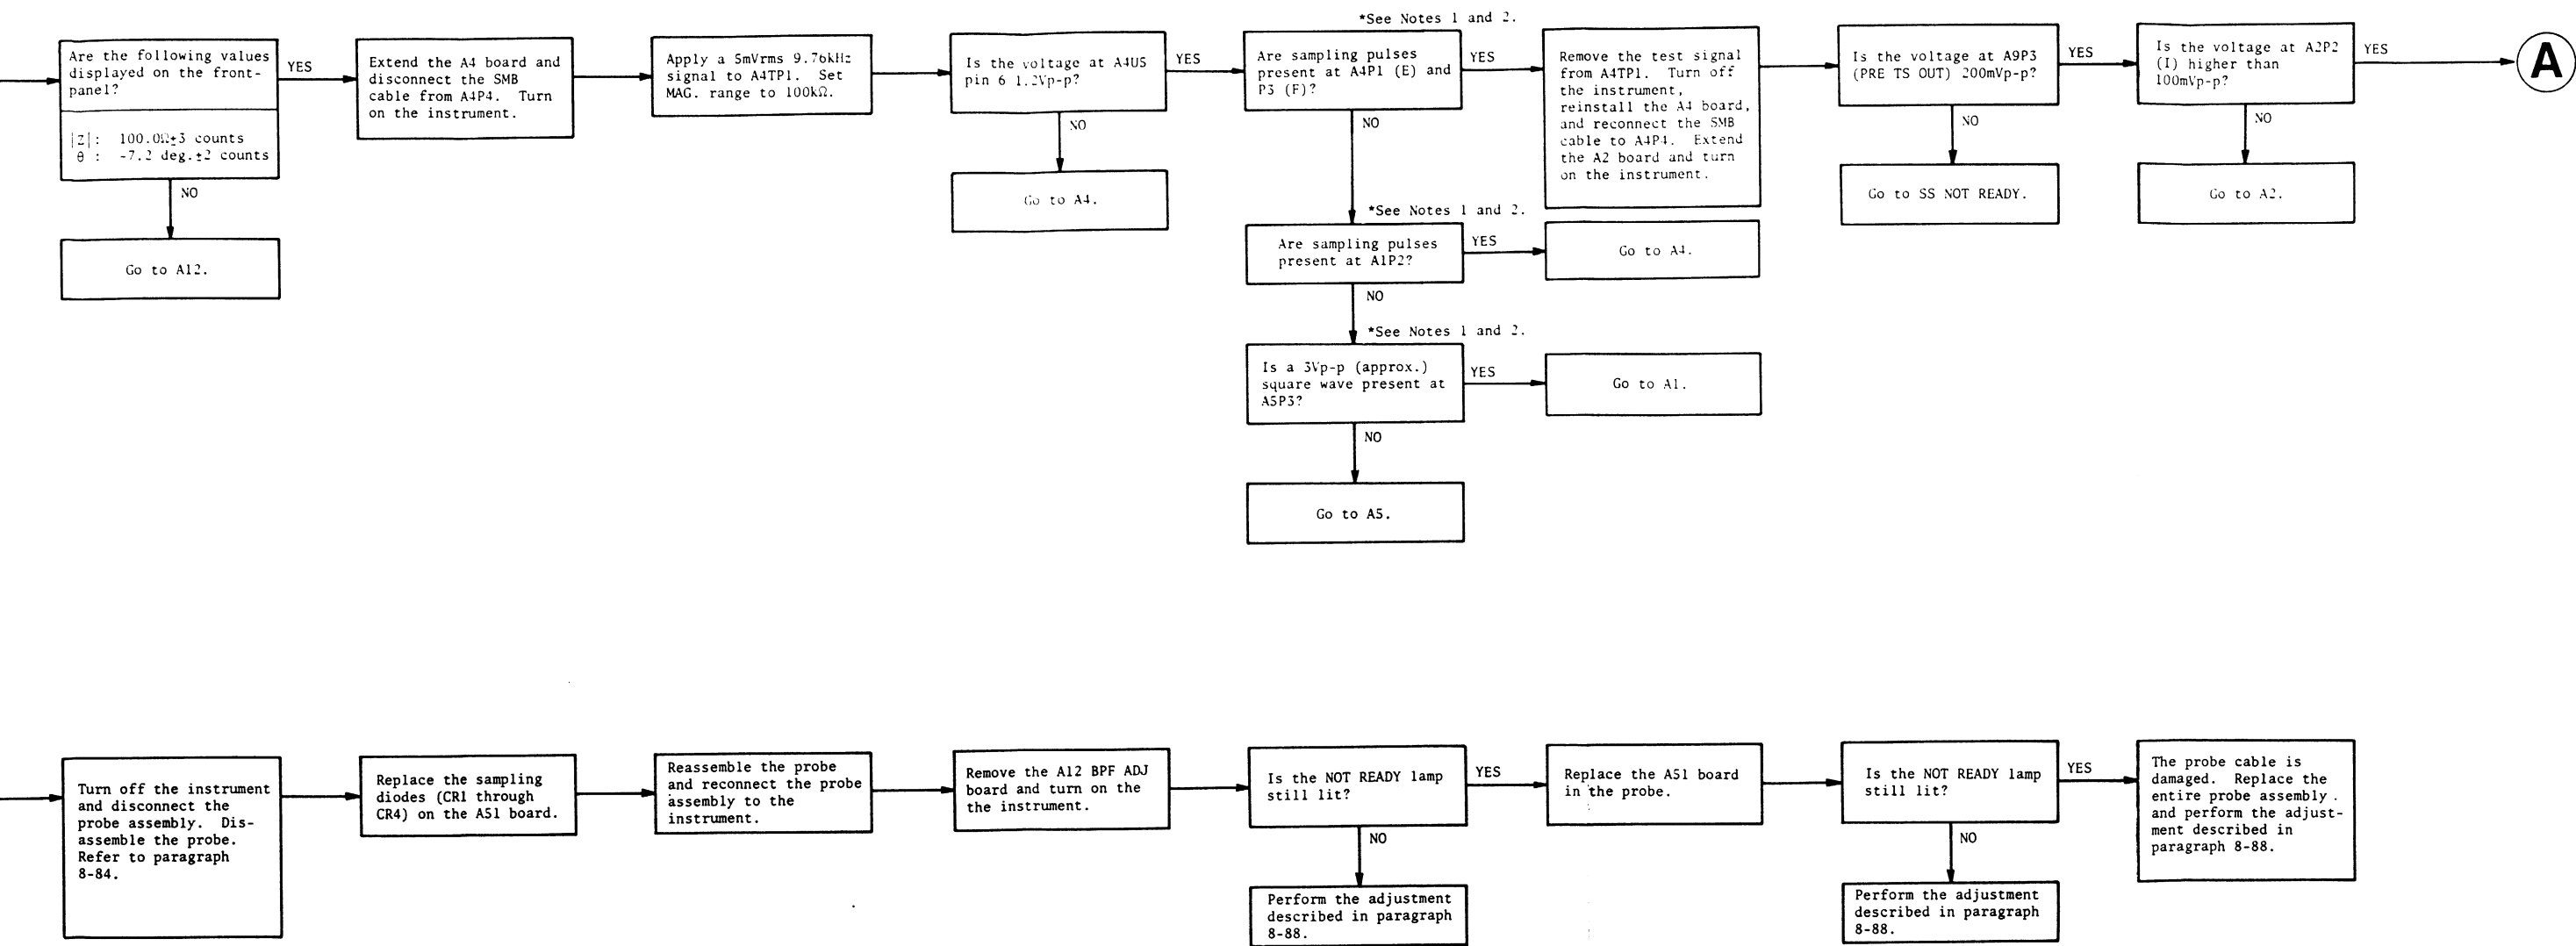 *See Notes 1 and 2.
Are the following values
displayed on the front-
panel?
|Z|: 100.0Ω±3 counts
θ : -7.2 deg.±2 counts
YES
NO
Go to A12.
Extend the A4 board and
disconnect the SMB
cable from A4P4. Turn
on the instrument.
Apply a 5mVrms 9.76kHz
signal to A4TP1. Set
MAG. range to 100kΩ.
Is the voltage at A4U5
pin 6 1.2Vp-p?
YES
NO
Go to A4.
Are sampling pulses
present at A4P1 (E) and
P3 (F)?
YES
NO
*See Notes 1 and 2.
Are sampling pulses
present at A1P2?
YES
Go to A4.
NO
*See Notes 1 and 2.
Is a 3Vp-p (approx.)
square wave present at
A5P3?
YES
Go to A1.
NO
Go to A5.
Remove the test signal
from A4TP1. Turn off
the instrument,
reinstall the A4 board,
and reconnect the SMB
cable to A4P4. Extend
the A2 board and turn
on the instrument.
Is the voltage at A9P3
(PRE TS OUT) 200mVp-p?
YES
NO
Go to SS NOT READY.
Is the voltage at A2P2
(I) higher than
100mVp-p?
YES
NO
Go to A2.
A
Turn off the instrument
and disconnect the
probe assembly. Dis-
assemble the probe.
Refer to paragraph
8-84.
Replace the sampling
diodes (CR1 through
CR4) on the A51 board.
Reassemble the probe
and reconnect the probe
assembly to the
instrument.
Remove the A12 BPF ADJ
board and turn on the
the instrument.
Is the NOT READY lamp
still lit?
YES
NO
Perform the adjustment
described in paragraph
8-88.
Replace the A51 board
in the probe.
Is the NOT READY lamp
still lit?
YES
NO
Perform the adjustment
described in paragraph
8-88.
The probe cable is
damaged. Replace the
entire probe assembly.
and perform the adjust-
ment described in
paragraph 8-88.